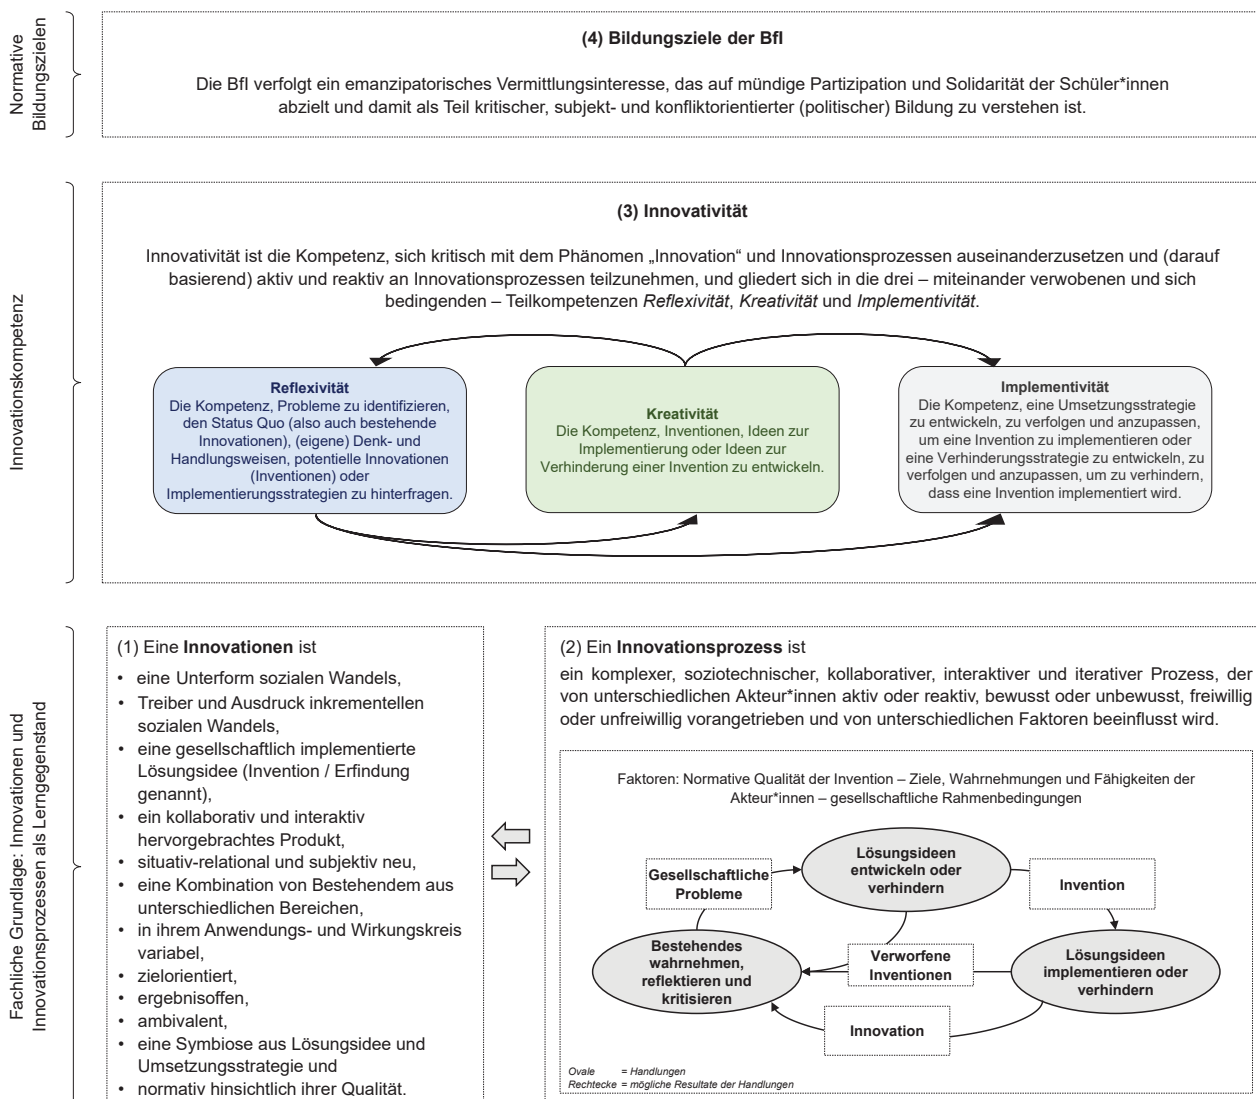 Normative
Bildungszielen
(4) Bildungsziele der BfI
Die BfI verfolgt ein emanzipatorisches Vermittlungsinteresse, das auf mündige Partizipation und Solidarität der Schüler*innen
abzielt und damit als Teil kritischer, subjekt- und konfliktorientierter (politischer) Bildung zu verstehen ist.
Innovationskompetenz
(3) Innovativität
Innovativität ist die Kompetenz, sich kritisch mit dem Phänomen „Innovation“ und Innovationsprozessen auseinanderzusetzen und (darauf
basierend) aktiv und reaktiv an Innovationsprozessen teilzunehmen, und gliedert sich in die drei – miteinander verwobenen und sich
bedingenden – Teilkompetenzen Reflexivität, Kreativität und Implementivität.
Reflexivität
Die Kompetenz, Probleme zu identifizieren,
den Status Quo (also auch bestehende
Innovationen), (eigene) Denk- und
Handlungsweisen, potentielle Innovationen
(Inventionen) oder
Implementierungsstrategien zu hinterfragen.
Kreativität
Die Kompetenz, Inventionen, Ideen zur
Implementierung oder Ideen zur
Verhinderung einer Invention zu entwickeln.
Implementivität
Die Kompetenz, eine Umsetzungsstrategie
zu entwickeln, zu verfolgen und anzupassen,
um eine Invention zu implementieren oder
eine Verhinderungsstrategie zu entwickeln, zu
verfolgen und anzupassen, um zu verhindern,
dass eine Invention implementiert wird.
Fachliche Grundlage: Innovationen und
Innovationsprozessen als Lerngegenstand
(1) Eine Innovationen ist
• eine Unterform sozialen Wandels,
• Treiber und Ausdruck inkrementellen
sozialen Wandels,
• eine gesellschaftlich implementierte
Lösungsidee (Invention / Erfindung
genannt),
• ein kollaborativ und interaktiv
hervorgebrachtes Produkt,
• situativ-relational und subjektiv neu,
• eine Kombination von Bestehendem aus
unterschiedlichen Bereichen,
• in ihrem Anwendungs- und Wirkungskreis
variabel,
• zielorientiert,
• ergebnisoffen,
• ambivalent,
• eine Symbiose aus Lösungsidee und
Umsetzungsstrategie und
• normativ hinsichtlich ihrer Qualität.
(2) Ein Innovationsprozess ist
ein komplexer, soziotechnischer, kollaborativer, interaktiver und iterativer Prozess, der
von unterschiedlichen Akteur*innen aktiv oder reaktiv, bewusst oder unbewusst, freiwillig
oder unfreiwillig vorangetrieben und von unterschiedlichen Faktoren beeinflusst wird.
Faktoren: Normative Qualität der Invention – Ziele, Wahrnehmungen und Fähigkeiten der
Akteur*innen – gesellschaftliche Rahmenbedingungen
Gesellschaftliche
Probleme
Lösungsideen
entwickeln oder
verhindern
Invention
Bestehendes
wahrnehmen,
reflektieren und
kritisieren
Verworfene
Inventionen
Lösungsideen
implementieren oder
verhindern
Innovation
Ovale = Handlungen
Rechtecke = mögliche Resultate der Handlungen